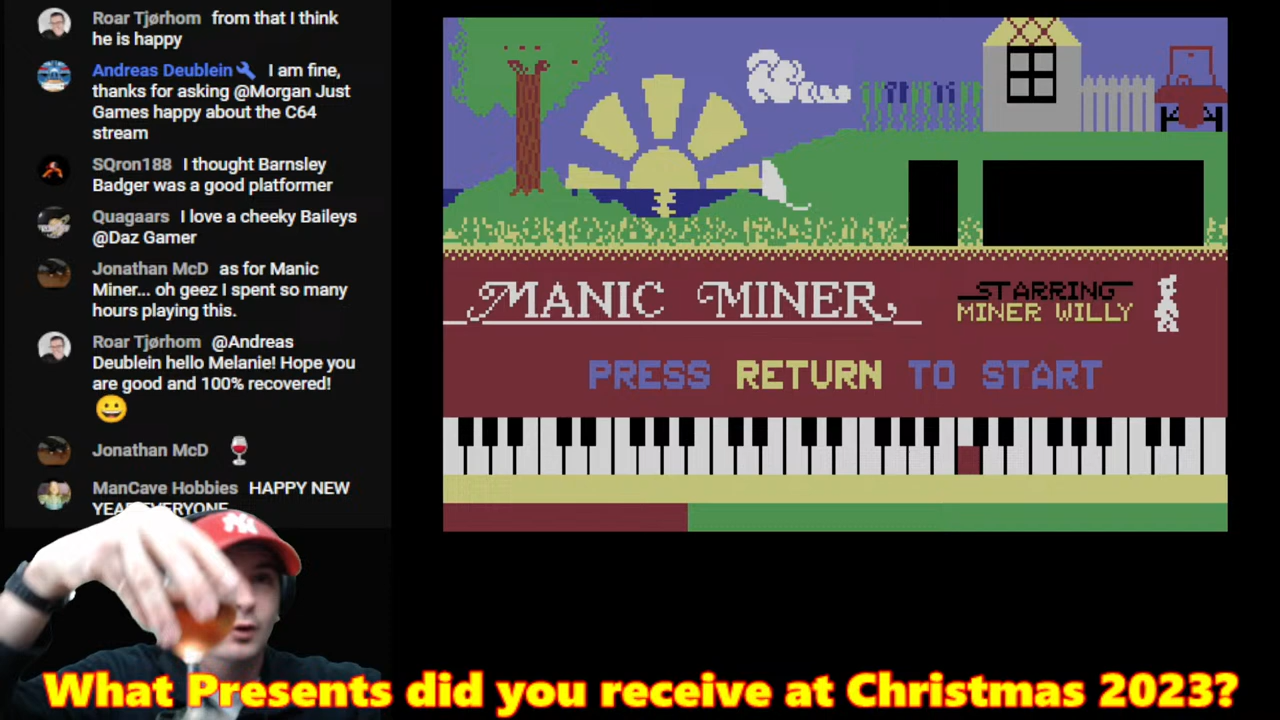 Roar Tjørhom from that I think
he is happy
Andreas Deublein I am fine,
thanks for asking @Morgan Just
Games happy about the C64
stream
SQron188 I thought Barnsley
Badger was a good platformer
Quagaars I love a cheeky Baileys
@Daz Gamer
Jonathan McD as for Manic
Miner... oh geez I spent so many
hours playing this.
Roar Tjørhom @Andreas
Deublein hello Melanie! Hope you
are good and 100% recovered!
Jonathan McD
ManCave Hobbies HAPPY NEW
YEAR EVERYONE
MANIC MINER
STARRING
MINER WILLY
PRESS RETURN TO START
What Presents did you receive at Christmas 2023?